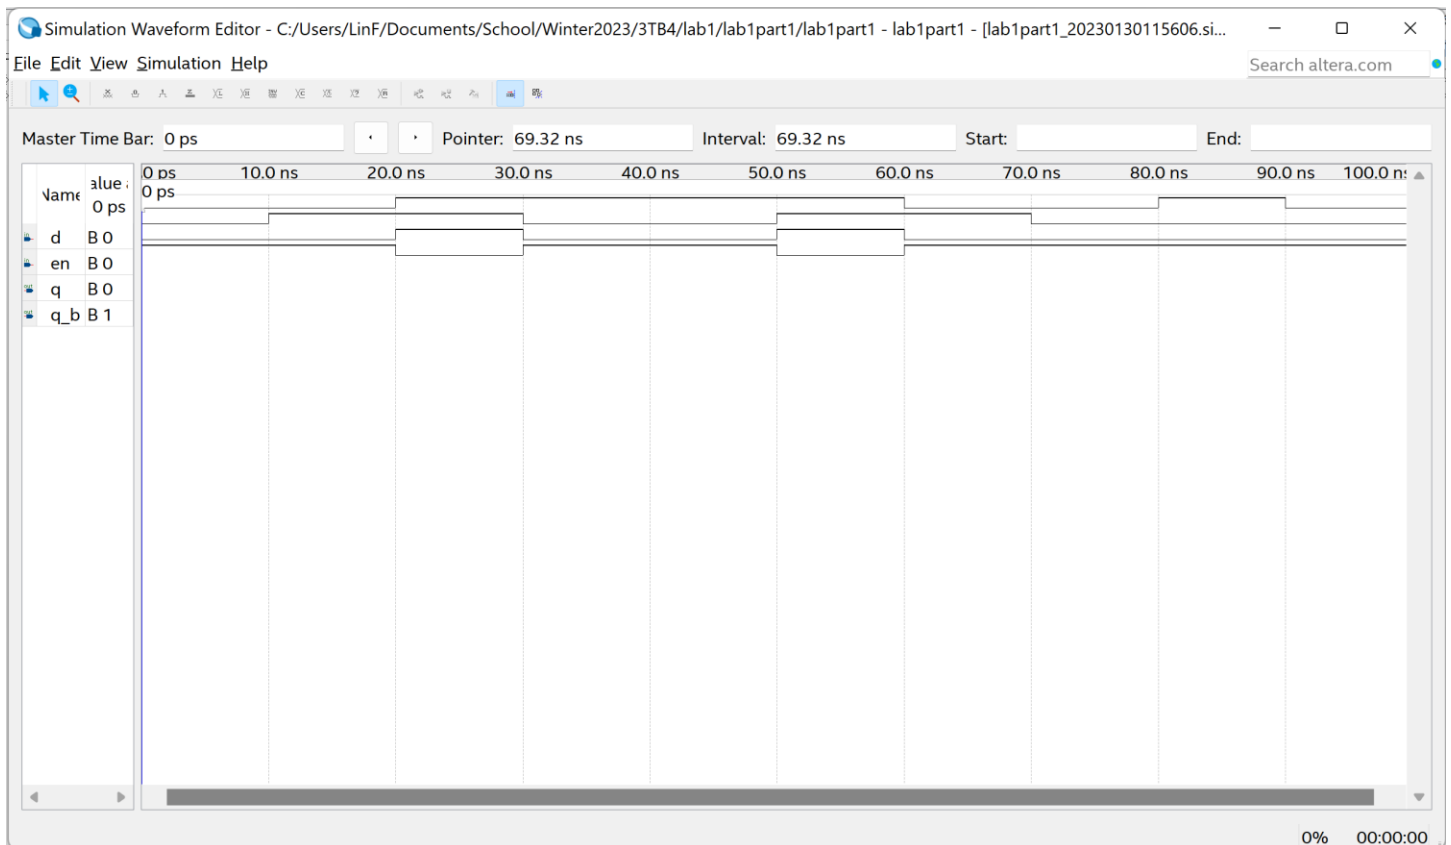 Simulation Waveform Editor - C:/Users/LinF/Documents/School/Winter2023/3TB4/lab1/lab1part1/lab1part1 - lab1part1 - [lab1part1_20230130115606.si...
File Edit View Simulation Help
Search altera.com
Master Time Bar: 0 ps
Pointer: 69.32 ns
Interval: 69.32 ns
Start:
End:
Name
0 ps
0 ps 10.0 ns 20.0 ns 30.0 ns 40.0 ns 50.0 ns 60.0 ns 70.0 ns 80.0 ns 90.0 ns 100.0 ns
0 ps
d B 0
en B 0
q B 0
q_b B 1
0% 00:00:00